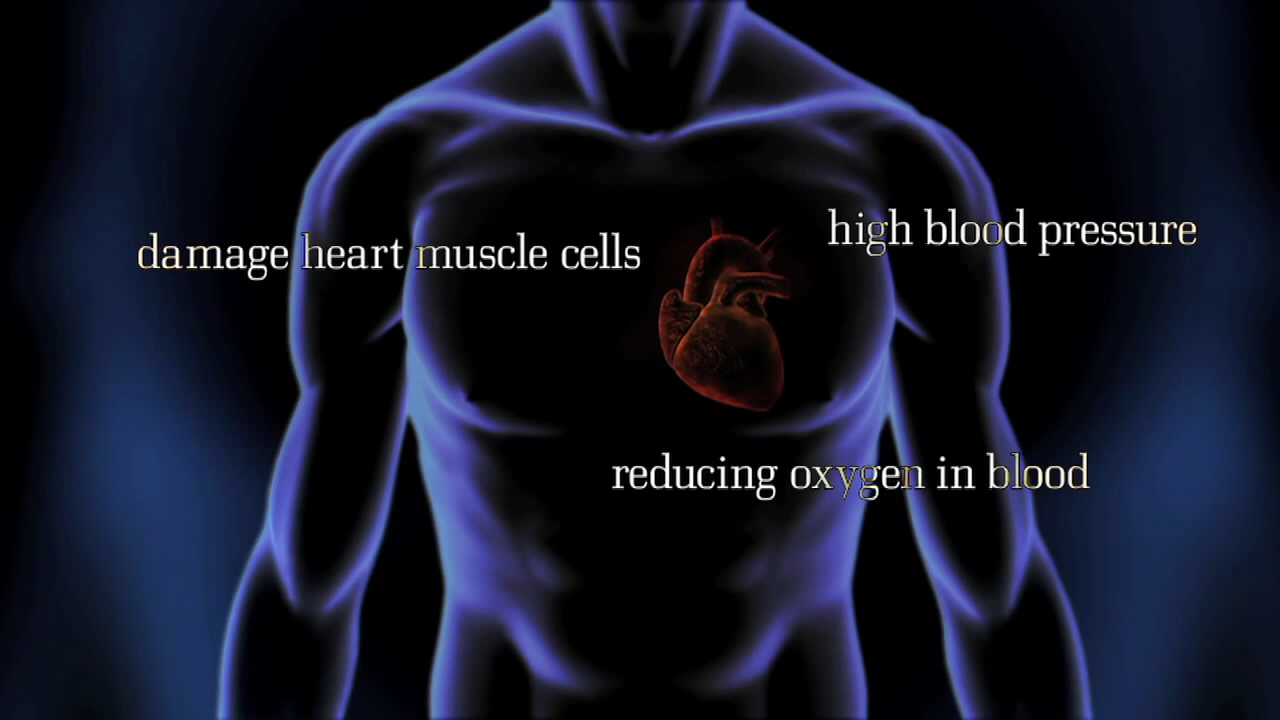 high blood pressure
damage heart muscle cells
reducing oxygen in blood